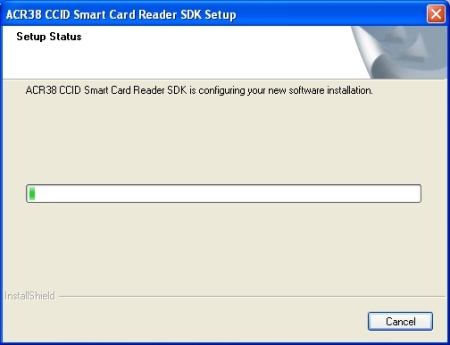 ACR38 CCID Smart Card Reader SDK Setup
Setup Status
ACR38 CCID Smart Card Reader SDK is configuring your new software installation.
InstallShield
Cancel